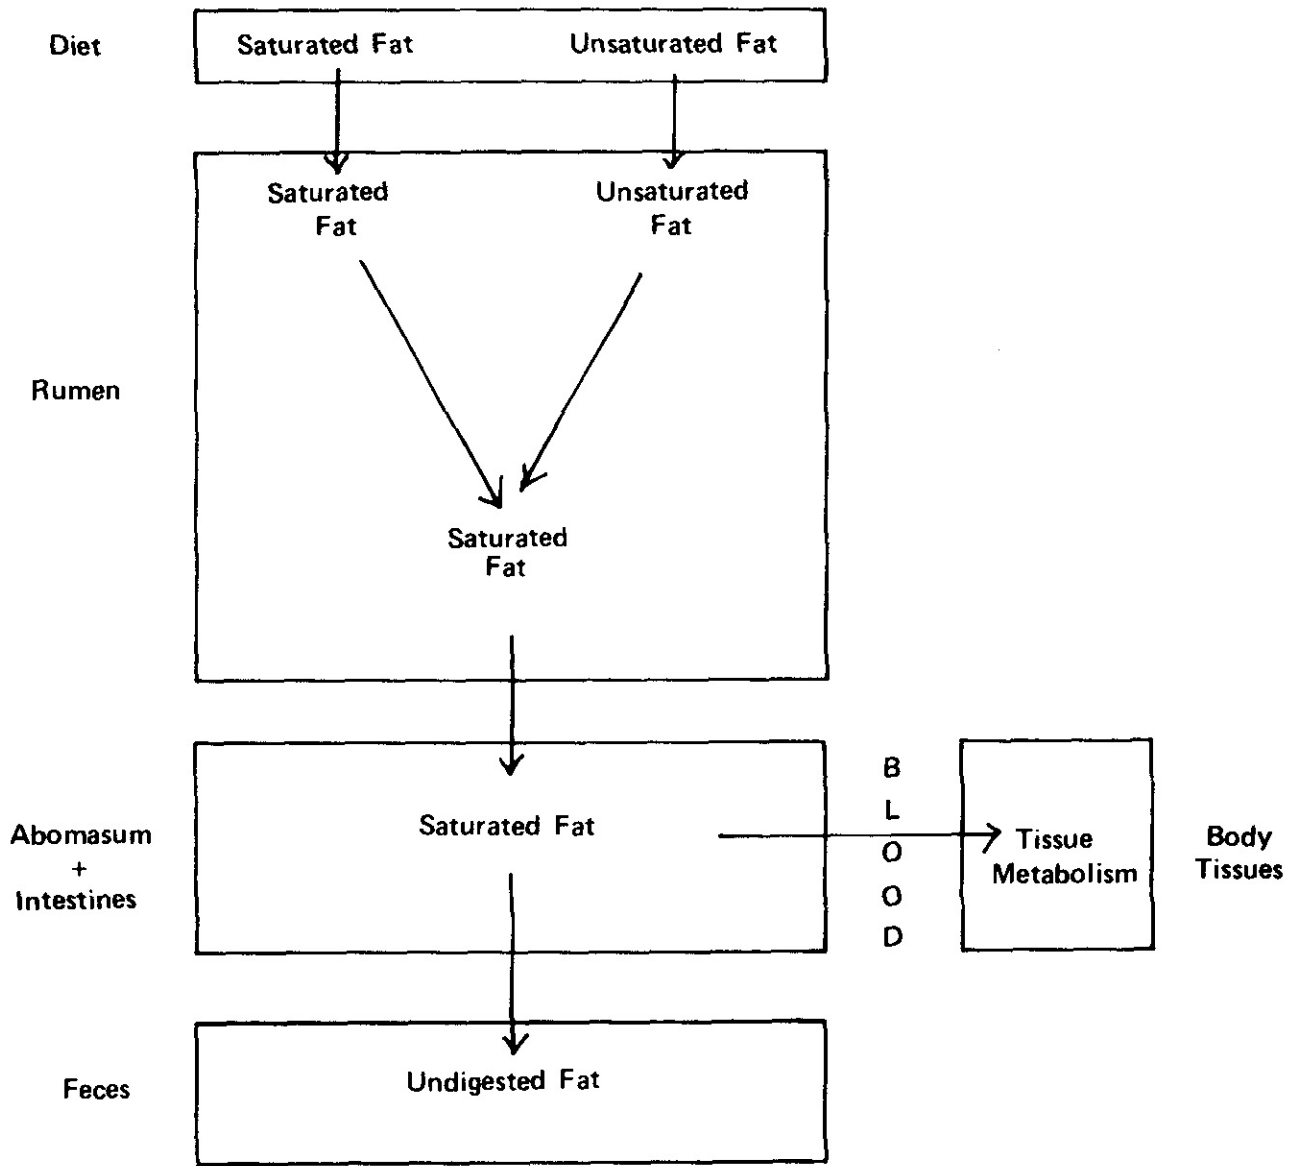 Diet
Saturated Fat
Unsaturated Fat
Saturated
Fat
Unsaturated
Fat
Rumen
Saturated
Fat
Abomasum
+
Intestines
Saturated Fat
B
L
O
O
D
Tissue
Metabolism
Body
Tissues
Feces
Undigested Fat